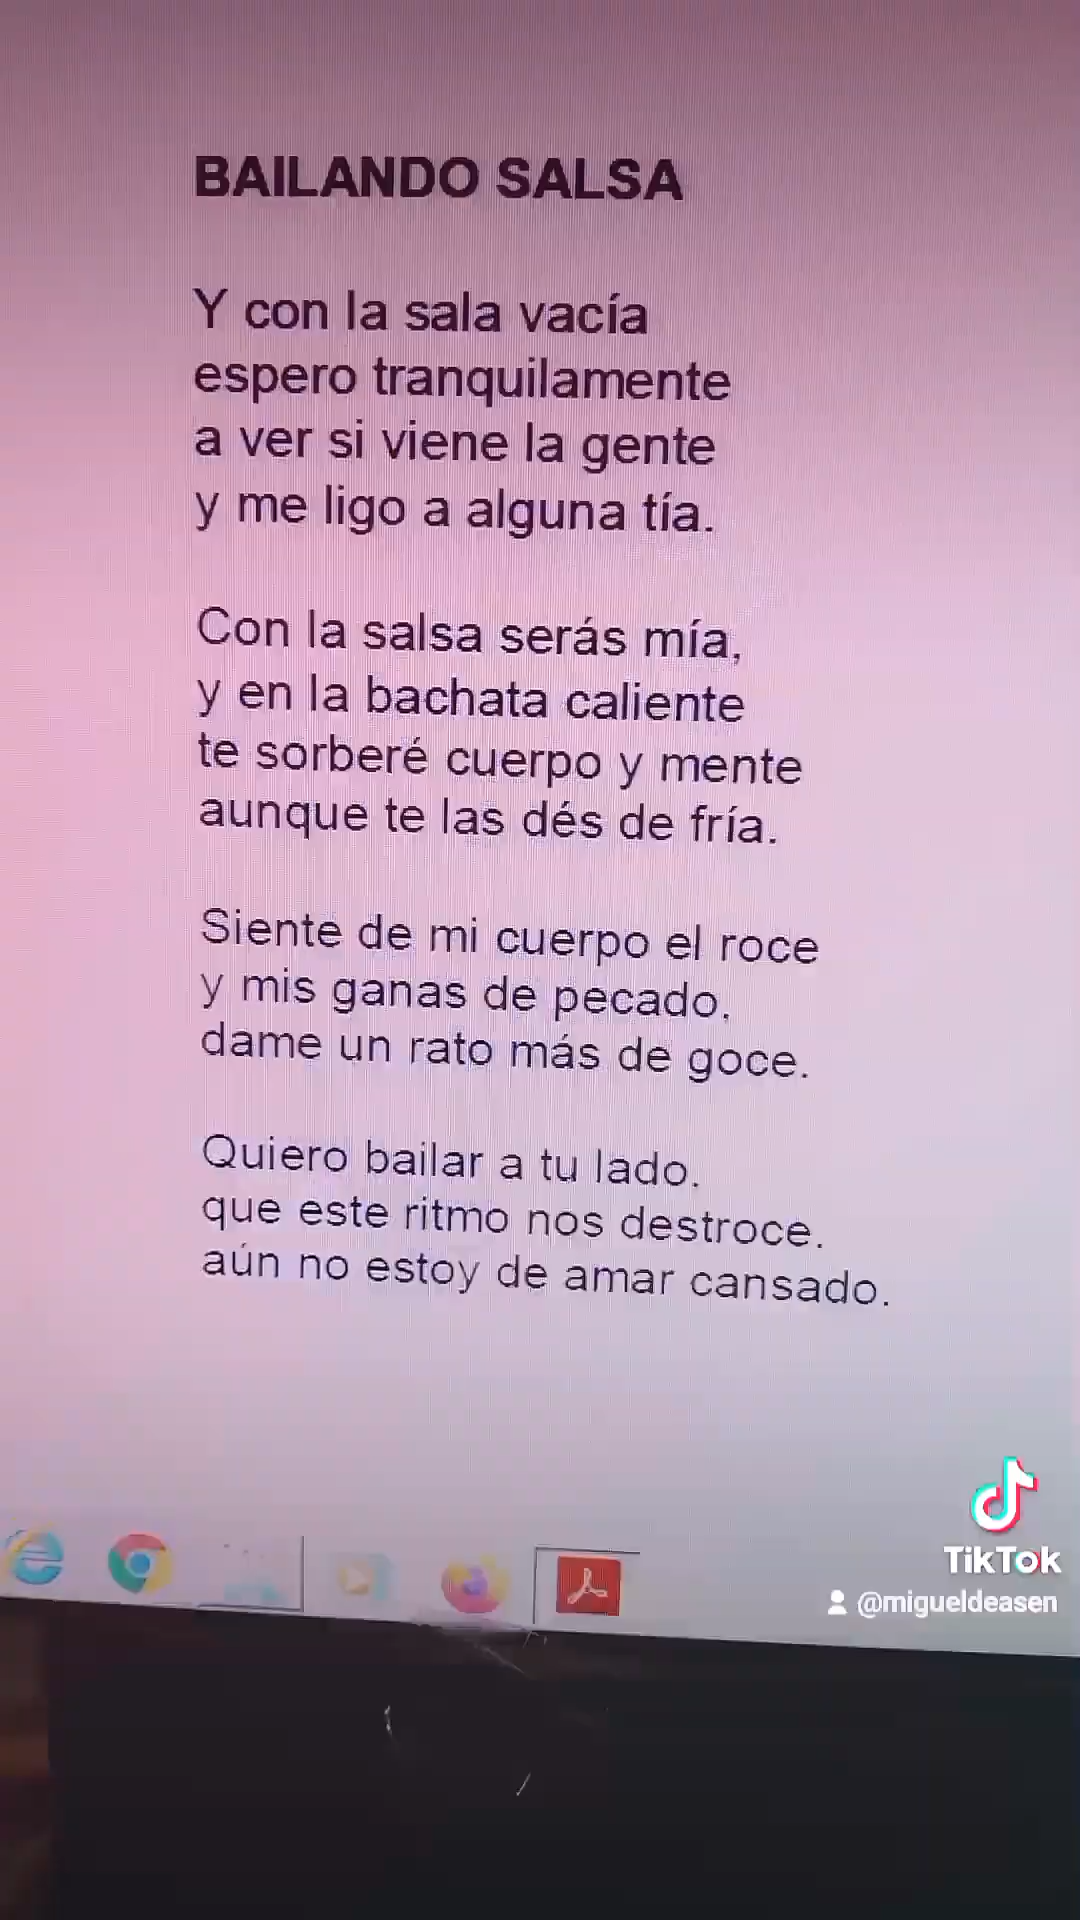 BAILANDO SALSA
Y con la sala vacía
espero tranquilamente
a ver si viene la gente
y me ligo a alguna tía.
Con la salsa serás mía,
y en la bachata caliente
te sorberé cuerpo y mente
aunque te las dés de fría.
Siente de mi cuerpo el roce
y mis ganas de pecado,
dame un rato más de goce.
Quiero bailar a tu lado.
que este ritmo nos destroce.
aún no estoy de amar cansado.
TikTok
@migueldeasen